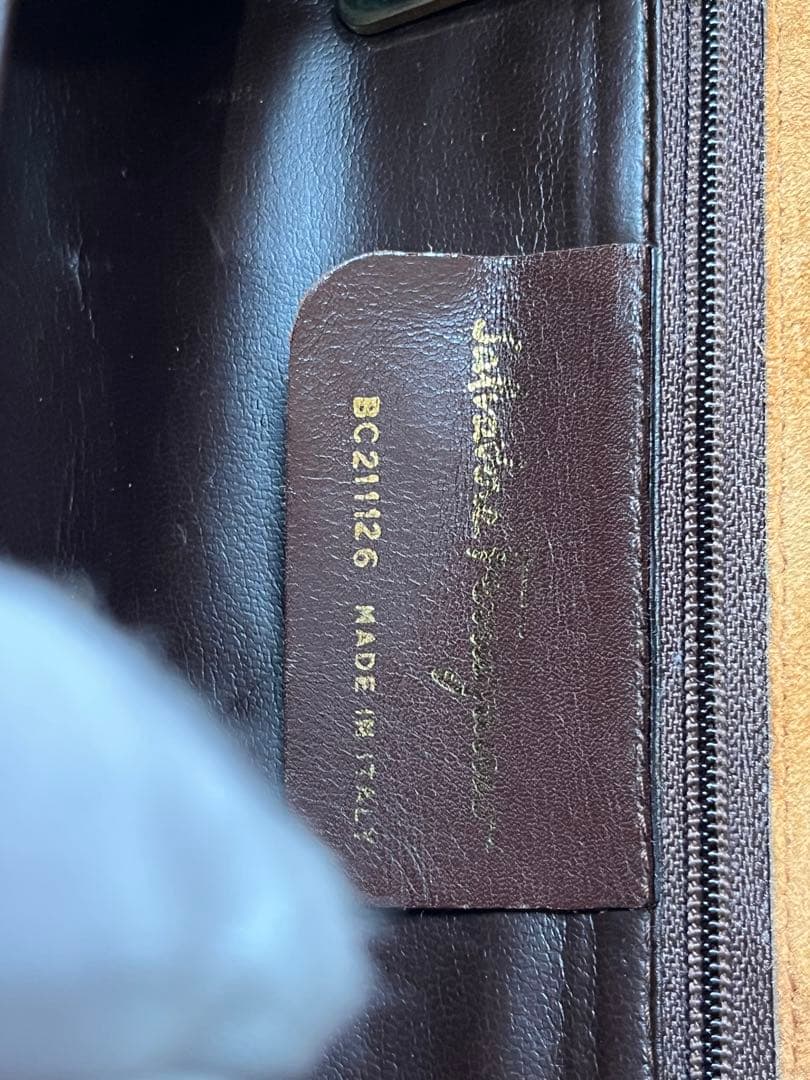 Salvatore Ferragamo
BC211126 MADE IN ITALY